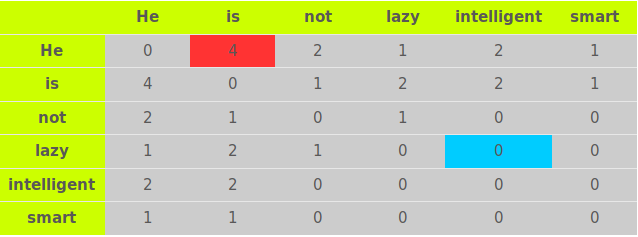 He is not lazy intelligent smart
He 0 4 2 1 2 1
is 4 0 1 2 2 1
not 2 1 0 1 0 0
lazy 1 2 1 0 0 0
intelligent 2 2 0 0 0 0
smart 1 1 0 0 0 0